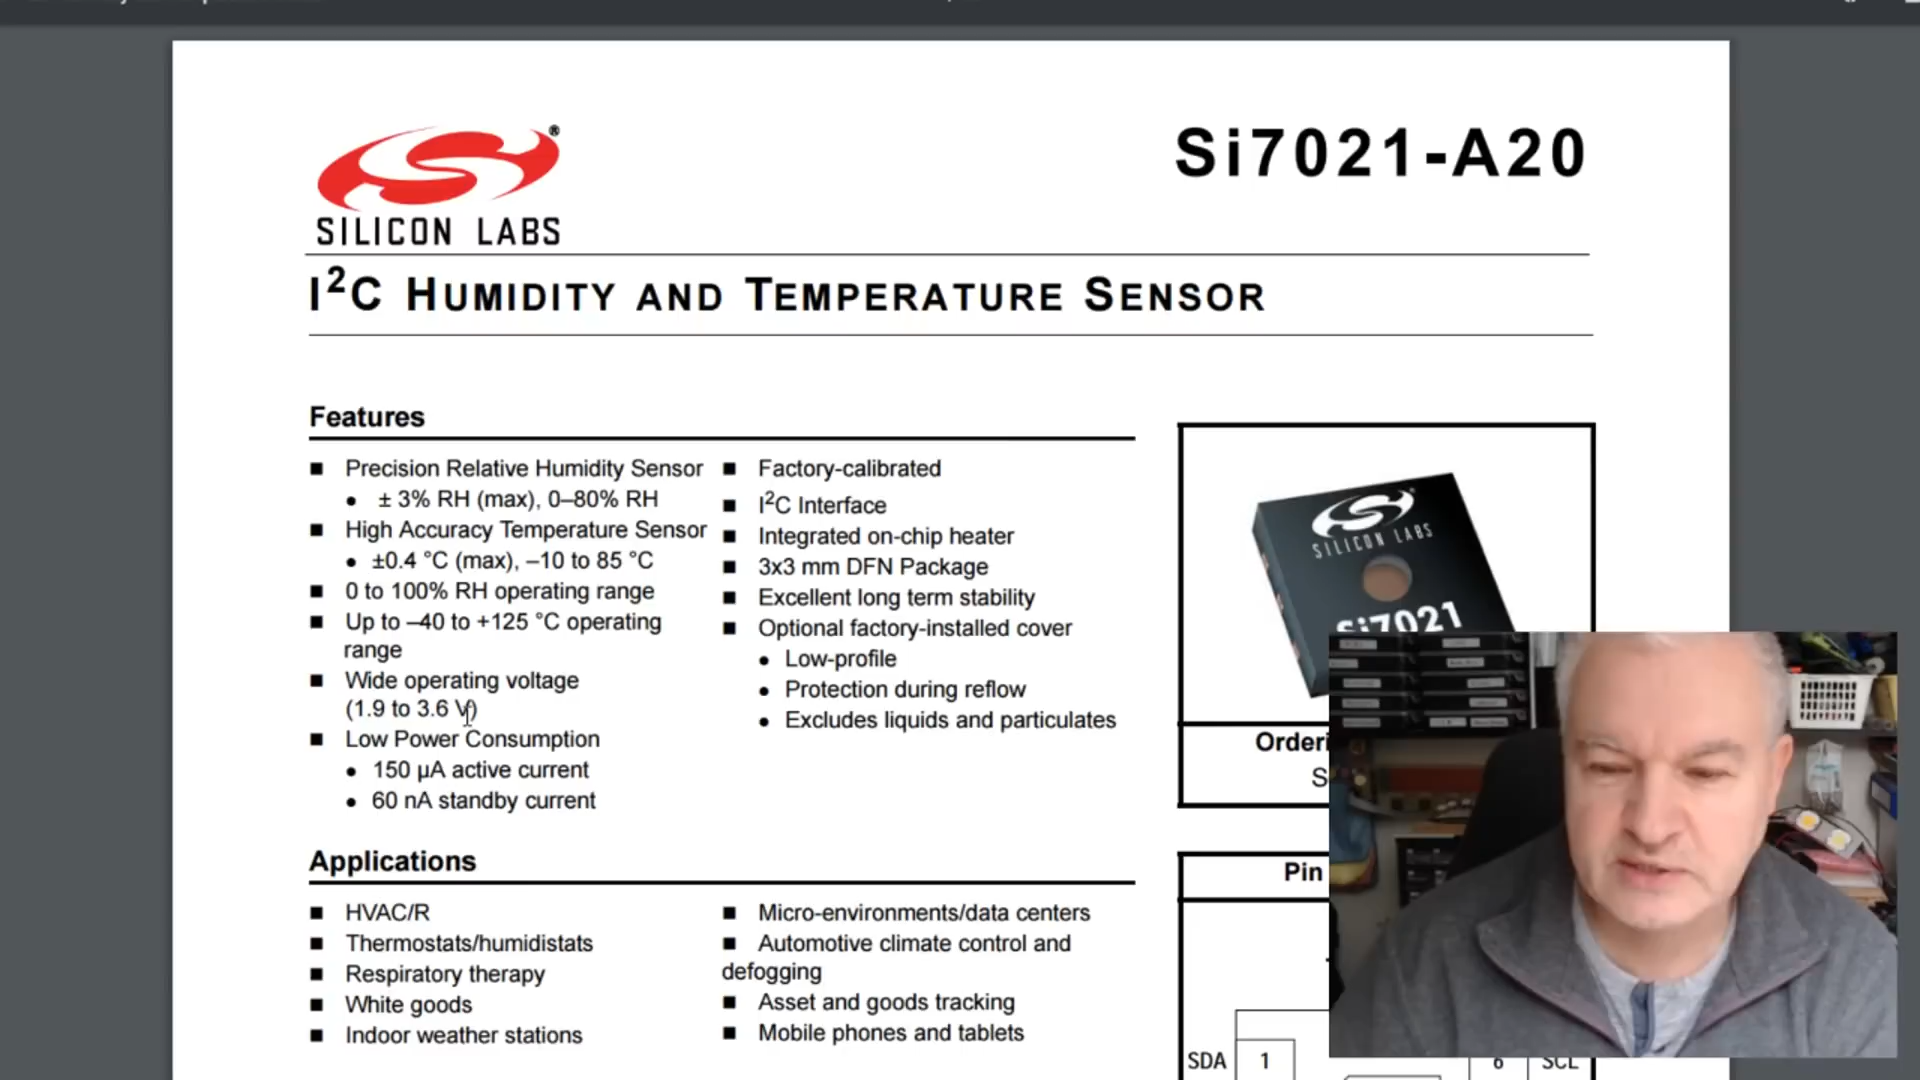 SILICON LABS
Si7021-A20
I²C HUMIDITY AND TEMPERATURE SENSOR
Features
■ Precision Relative Humidity Sensor
● ± 3% RH (max), 0–80% RH
■ High Accuracy Temperature Sensor
● ±0.4 °C (max), –10 to 85 °C
■ 0 to 100% RH operating range
■ Up to –40 to +125 °C operating
range
■ Wide operating voltage
(1.9 to 3.6 V)
■ Low Power Consumption
● 150 µA active current
● 60 nA standby current
■ Factory-calibrated
■ I²C Interface
■ Integrated on-chip heater
■ 3x3 mm DFN Package
■ Excellent long term stability
■ Optional factory-installed cover
● Low-profile
● Protection during reflow
● Excludes liquids and particulates
SILICON LABS
Si7021
Orderi
S
Applications
■ HVAC/R
■ Thermostats/humidistats
■ Respiratory therapy
■ White goods
■ Indoor weather stations
■ Micro-environments/data centers
■ Automotive climate control and
defogging
■ Asset and goods tracking
■ Mobile phones and tablets
Pin
SDA 1
6 SCL